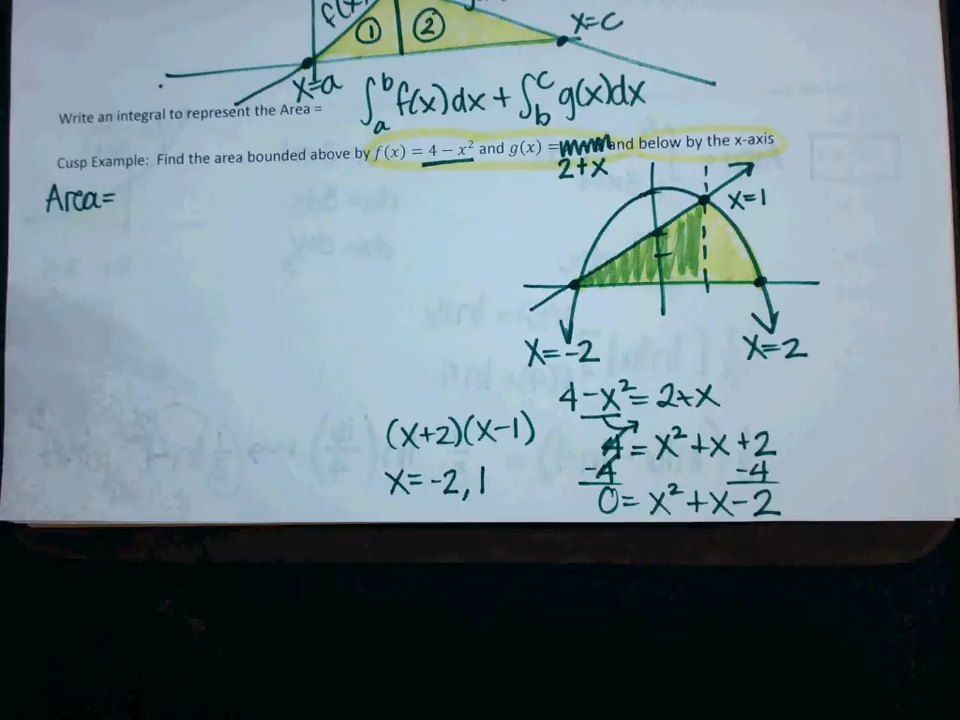 f(x)
① ②
x=c
x=a
Write an integral to represent the Area = ∫ₐᵇ f(x)dx + ∫_b^c g(x)dx
Cusp Example: Find the area bounded above by f(x) = 4 − x² and g(x) = and below by the x-axis
2+x
Area=
x=1
x=-2
x=2
4-x²= 2+x
(x+2)(x-1)
4 = x²+x+2
x= -2, 1
-4 -4
0= x²+x-2